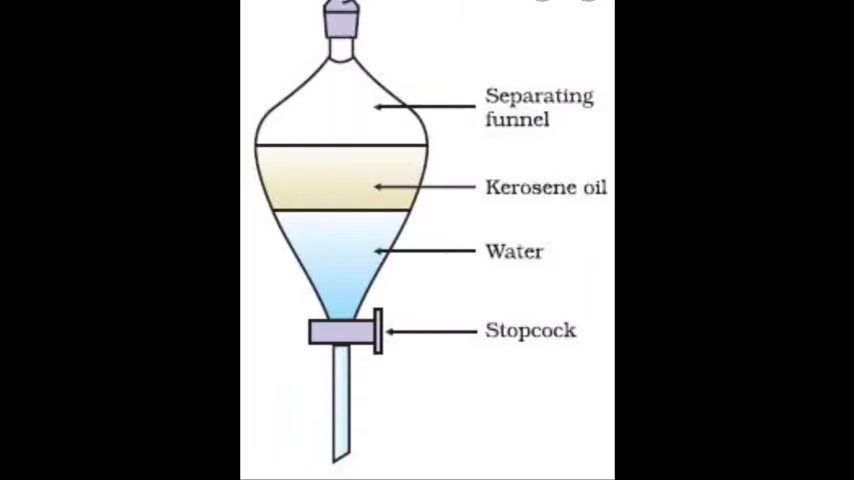 Separating
funnel
Kerosene oil
Water
Stopcock